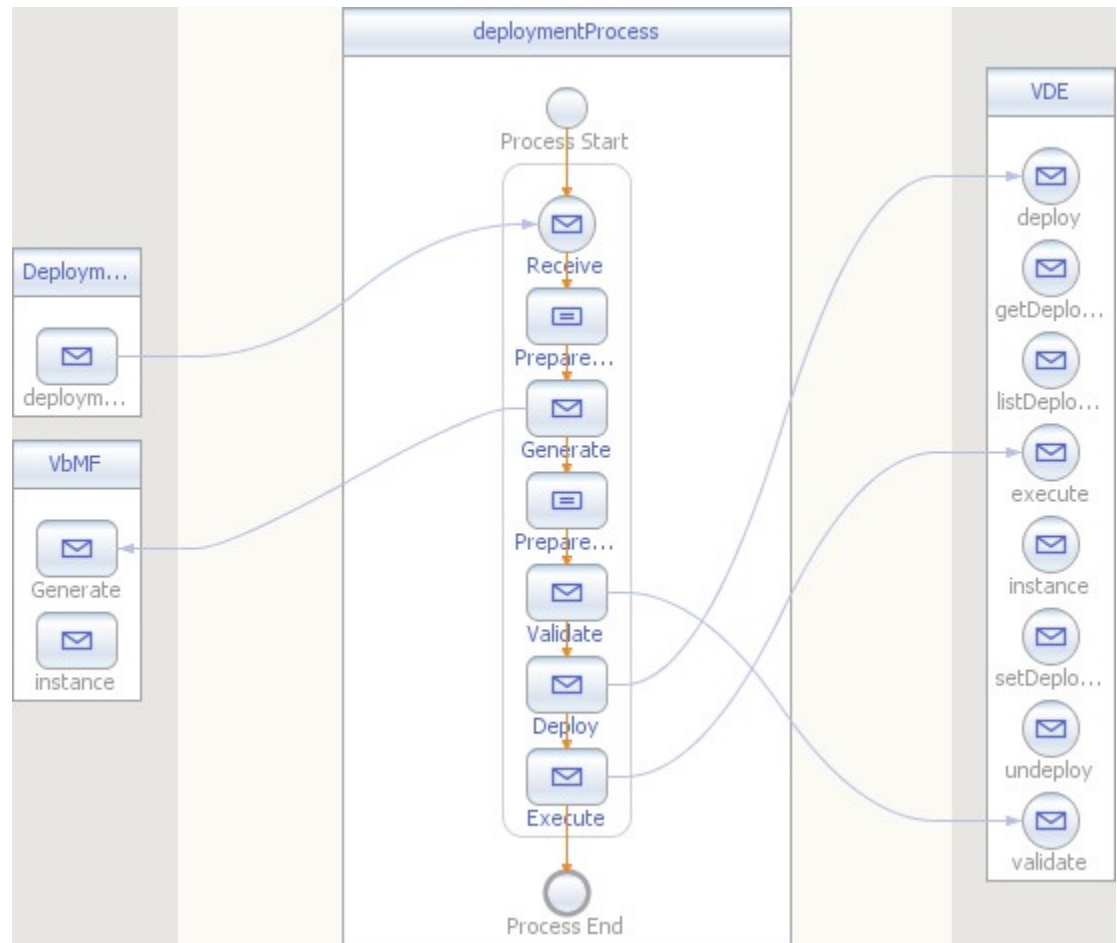 deploymentProcess
Process Start
Receive
Prepare...
Generate
Prepare...
Validate
Deploy
Execute
Process End
Deploym...
deploym...
VbMF
Generate
instance
VDE
deploy
getDeplo...
listDeplo...
execute
instance
setDeplo...
undeploy
validate